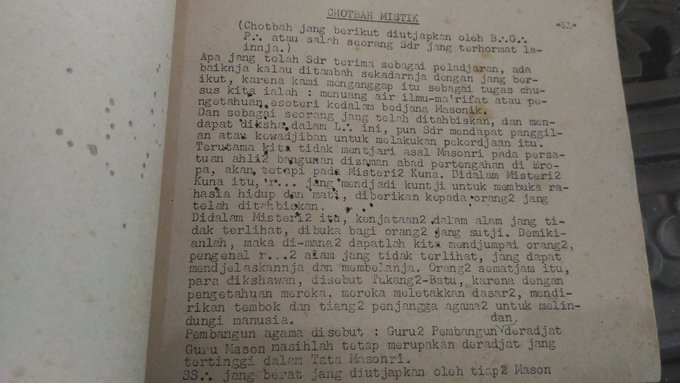 CHOTBAH MISTIK
-62-
(Chotbah jang berikut diutjapkan oleh B∴G∴
P∴ atau salah seorang Sdr jang terhormat la-
innja.)
Apa jang telah Sdr terima sebagai peladjaran, ada
baiknja kalau ditambah sekadarnja dengan jang ber-
ikut, karena kami menganggap itu sebagai tugas chu-
sus kita ialah : menuang air ilmu-ma'rifat atau pe-
ngetahuan esoteri kedalam bedjana Masonik.
Dan sebagai seorang jang telah ditahbiskan, dan men-
dapat diksha dalam L∴ ini, pun Sdr mendapat panggil-
an atau kewadjiban untuk melakukan pekerdjaan itu.
Terutama kita tidak mentjari asal Masonri pada persa-
tuan ahli2 bangunan dizaman abad pertengahan di Ero-
pa, akan tetapi pada Misteri2 Kuna. Didalam Misteri2
Kuna itu, r... jang mendjadi kuntji untuk membuka ra-
hasia hidup dan mati, diberikan kepada orang2 jang
telah ditahbiskan.
Didalam Misteri2 itu, kenjataan2 dalam alam jang ti-
dak terlihat, dibuka bagi orang2 jang sutji. Demiki-
anlah, maka di-mana2 dapatlah kita mendjumpai orang2,
pengenal r...2 alam jang tidak terlihat, jang dapat
mendjelaskannja dan membelanja. Orang2 sematjam itu,
para dikshawan, disebut Tukang2-Batu, karena dengan
pengetahuan mereka, mereka meletakkan dasar2, mendi-
rikan tembok dan tiang2 penjangga agama2 untuk melin-
dungi manusia.
dan
Pembangun agama disebut : Guru2 Pembangun deradjat
Guru Mason masihlah tetap merupakan deradjat jang
tertinggi dalam Tata Masonri.
SS∴ jang berat jang diutjapkan oleh tiap2 Mason